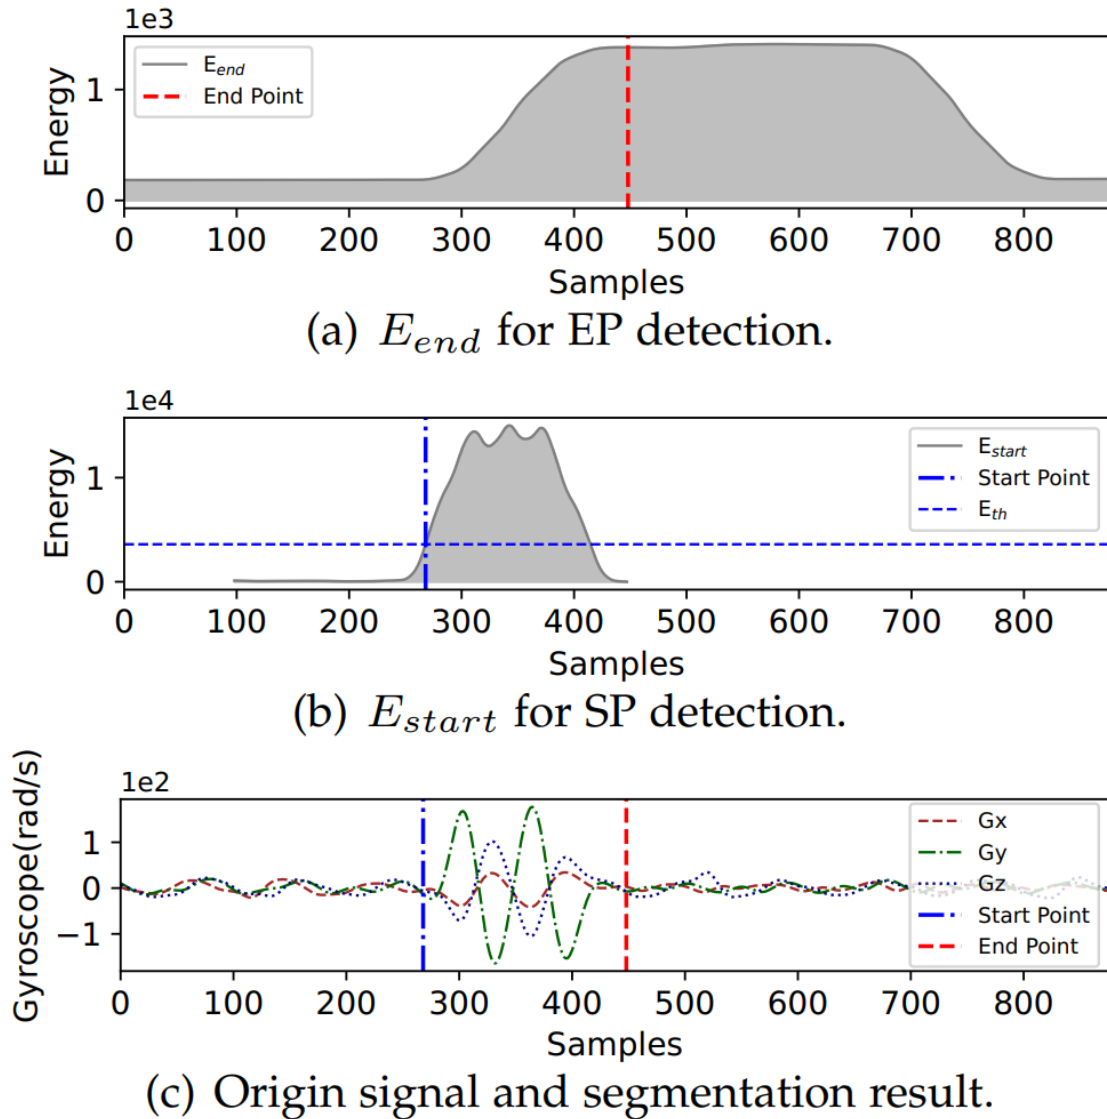 1e3
E_end
End Point
Energy
1
0
0 100 200 300 400 500 600 700 800
Samples
(a) E_end for EP detection.
1e4
E_start
Start Point
E_th
Energy
1
0
0 100 200 300 400 500 600 700 800
Samples
(b) E_start for SP detection.
1e2
Gx
Gy
Gz
Start Point
End Point
Gyroscope(rad/s)
1
0
−1
0 100 200 300 400 500 600 700 800
Samples
(c) Origin signal and segmentation result.